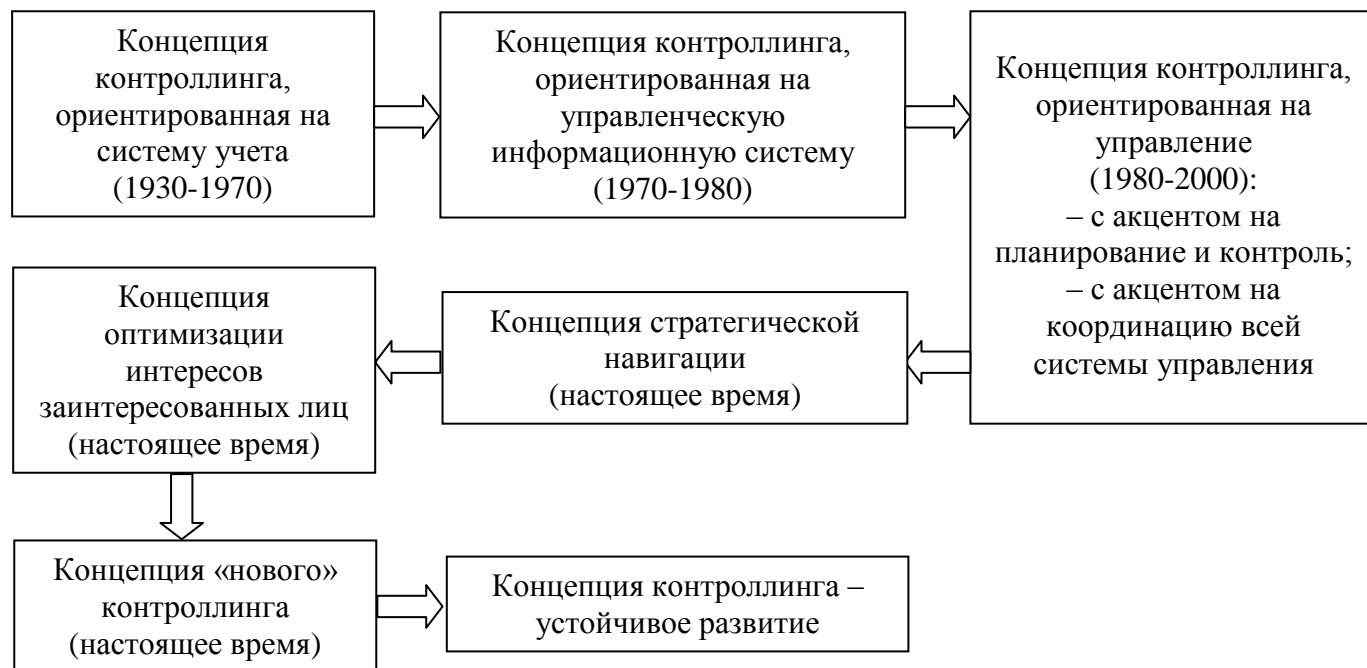 Концепция
контроллинга,
ориентированная на
систему учета
(1930-1970)
Концепция контроллинга,
ориентированная на
управленческую
информационную систему
(1970-1980)
Концепция контроллинга,
ориентированная на
управление
(1980-2000):
– с акцентом на
планирование и контроль;
– с акцентом на
координацию всей
системы управления
Концепция стратегической
навигации
(настоящее время)
Концепция
оптимизации
интересов
заинтересованных лиц
(настоящее время)
Концепция «нового»
контроллинга
(настоящее время)
Концепция контроллинга –
устойчивое развитие